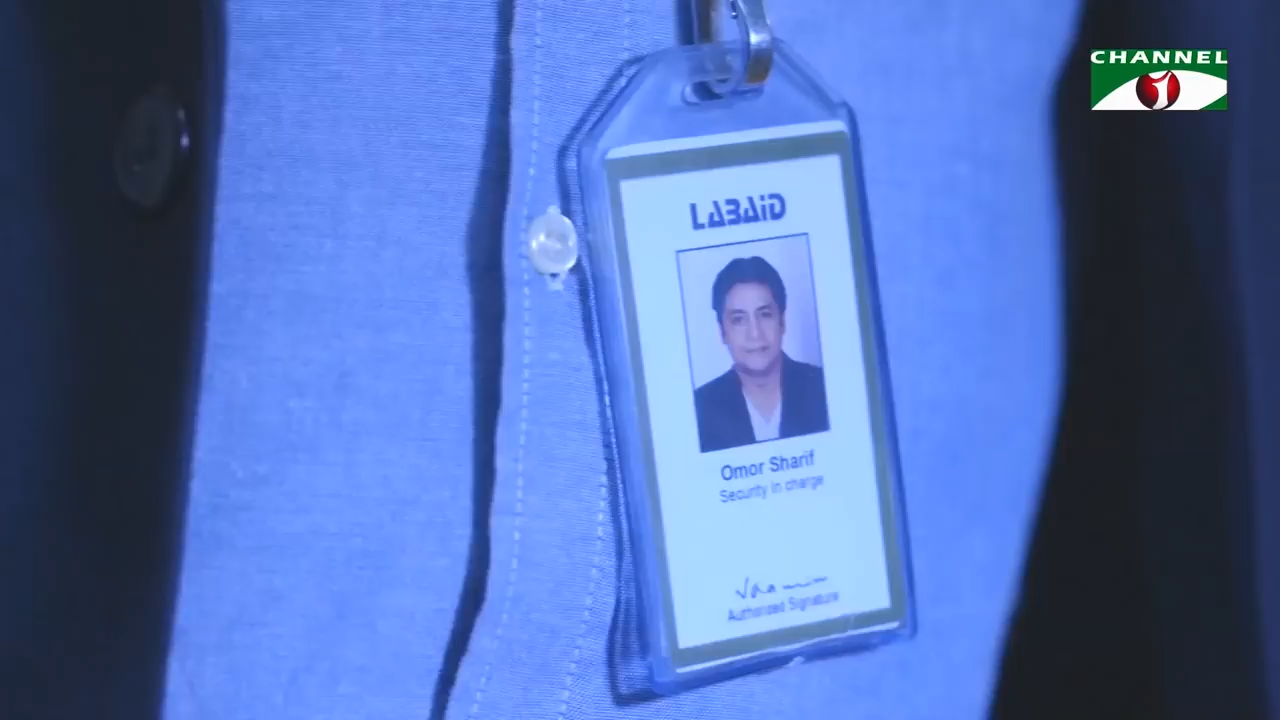 CHANNEL
i
LABAID
Omor Sharif
Security in charge
Authorized Signature